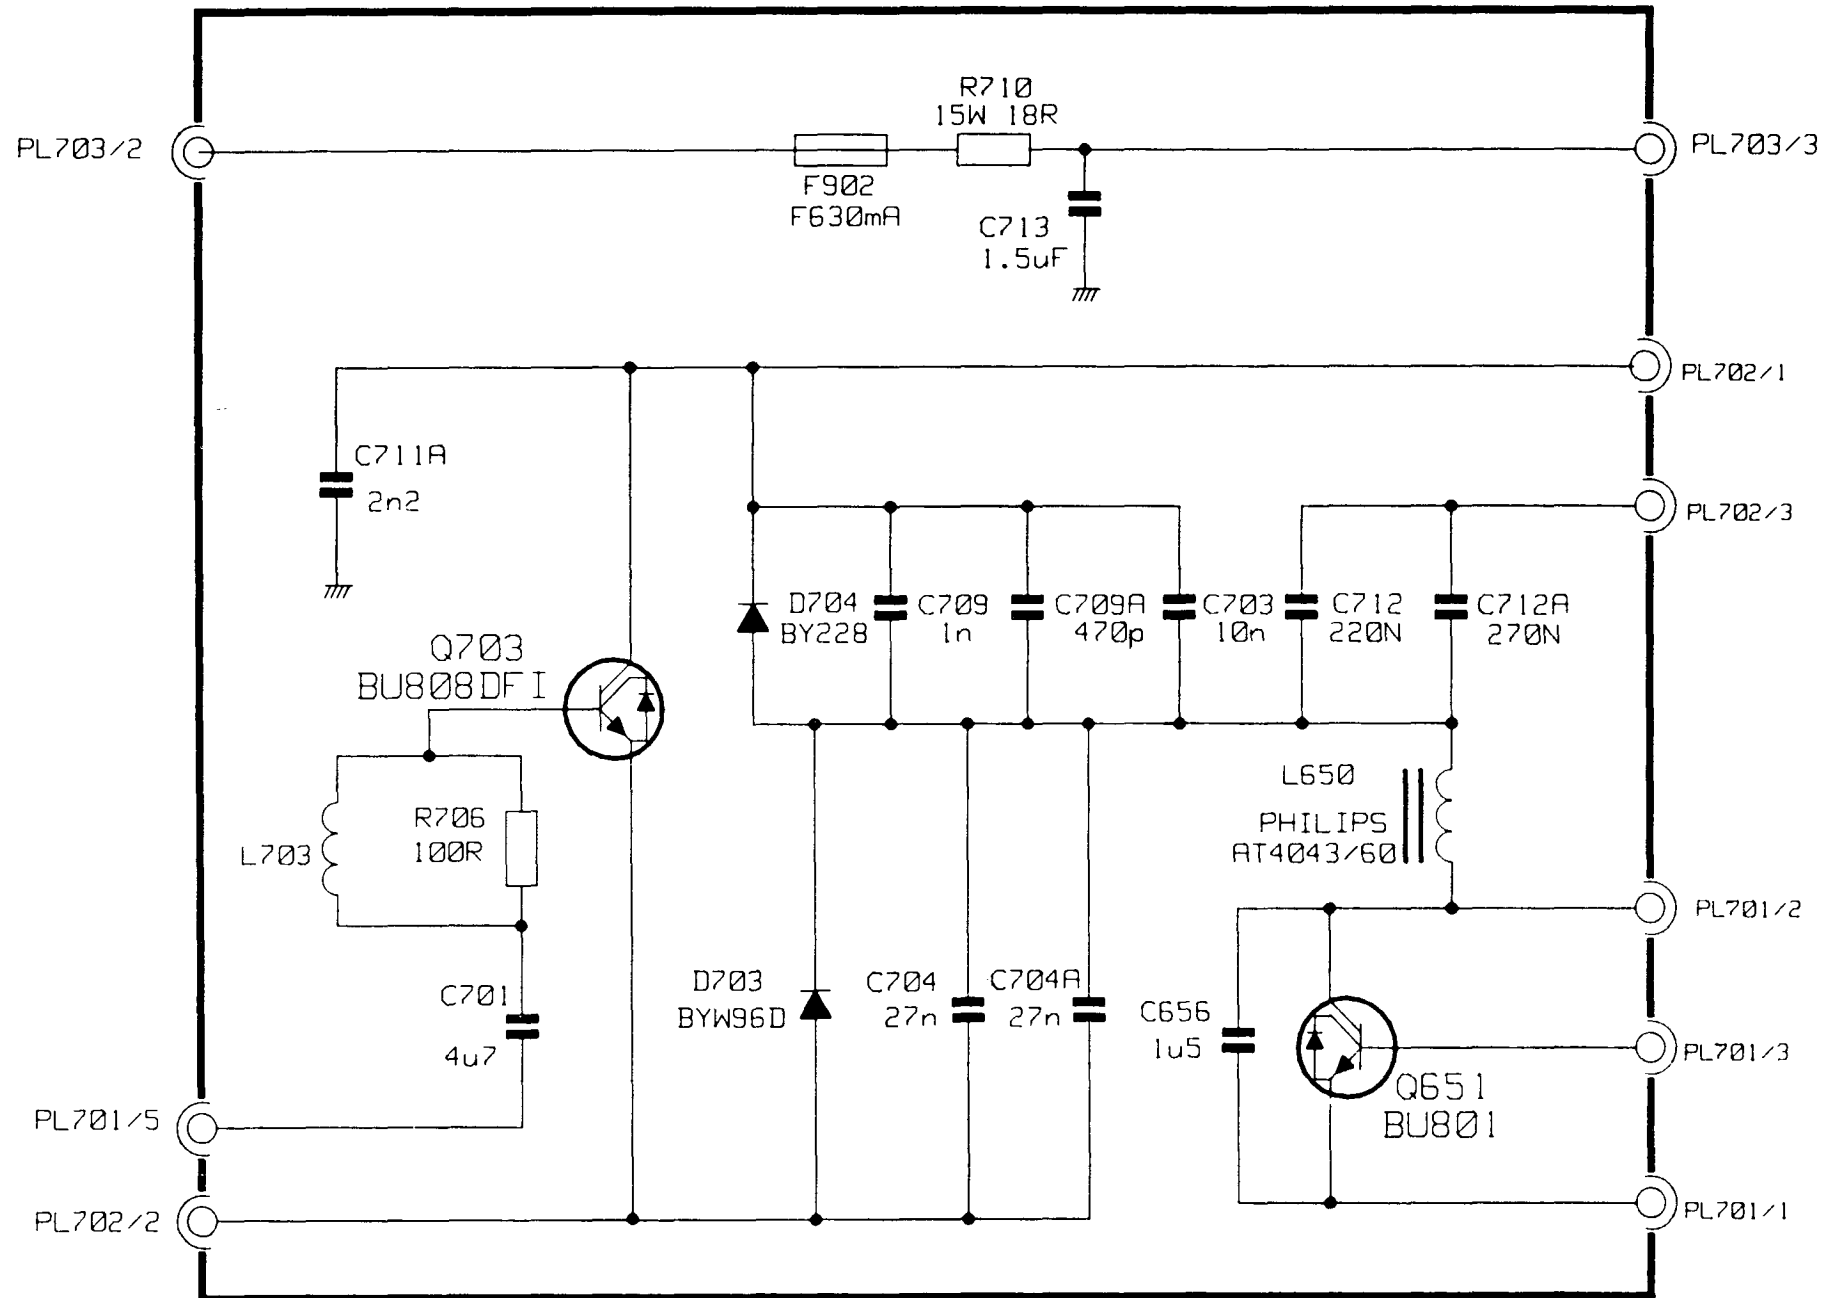 R710
15W 18R
PL703/2
PL703/3
F902
F630mA
C713
1.5uF
PL702/1
C711A
2n2
PL702/3
D704
BY228
C709
1n
C709A
470p
C703
10n
C712
220N
C712A
270N
Q703
BU808DFI
L650
PHILIPS
AT4043/60
R706
100R
L703
PL701/2
D703
BYW96D
C704
27n
C704A
27n
C701
4u7
C656
1u5
PL701/3
Q651
BU801
PL701/5
PL702/2
PL701/1